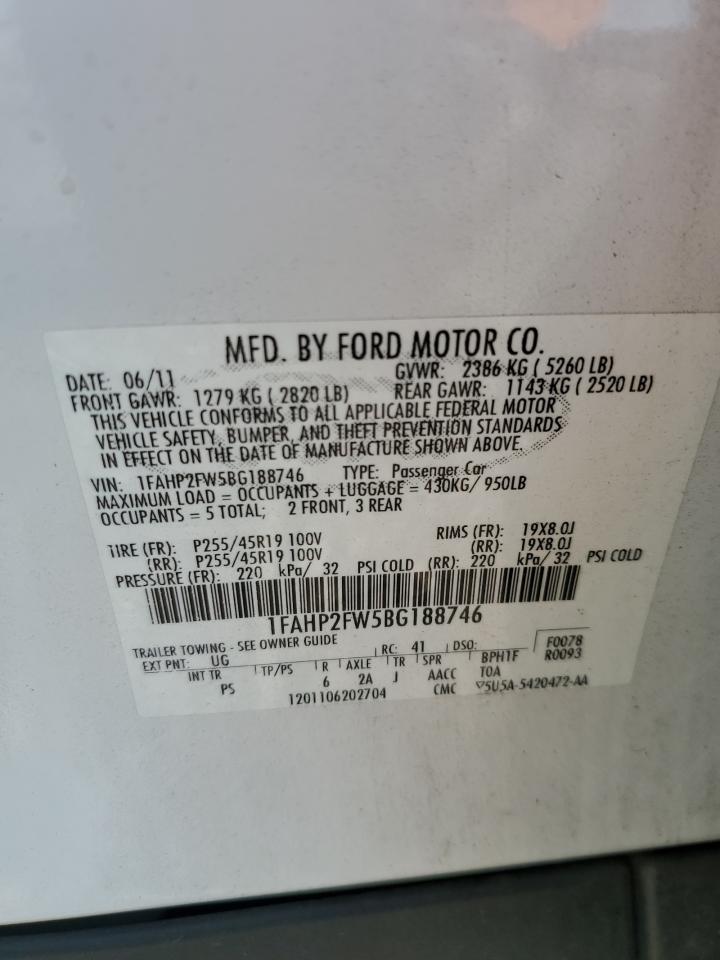 MFD. BY FORD MOTOR CO.
DATE: 06/11 GVWR: 2386 KG ( 5260 LB)
FRONT GAWR: 1279 KG ( 2820 LB) REAR GAWR: 1143 KG ( 2520 LB)
THIS VEHICLE CONFORMS TO ALL APPLICABLE FEDERAL MOTOR
VEHICLE SAFETY, BUMPER, AND THEFT PREVENTION STANDARDS
IN EFFECT ON THE DATE OF MANUFACTURE SHOWN ABOVE.
VIN: 1FAHP2FW5BG188746 TYPE: Passenger Car
MAXIMUM LOAD = OCCUPANTS + LUGGAGE = 430KG/ 950LB
OCCUPANTS = 5 TOTAL; 2 FRONT, 3 REAR
TIRE (FR): P255/45R19 100V RIMS (FR): 19X8.0J
(RR): P255/45R19 100V (RR): 19X8.0J
PRESSURE (FR): 220 kPa/ 32 PSI COLD (RR): 220 kPa/ 32 PSI COLD
1FAHP2FW5BG188746
TRAILER TOWING - SEE OWNER GUIDE
EXT PNT: UG RC: 41 DSO: F0078
INT TR TP/PS R AXLE TR SPR BPH1F R0093
PS 6 2A J AACC TOA
1201106202704 CMC 5U5A-5420472-AA